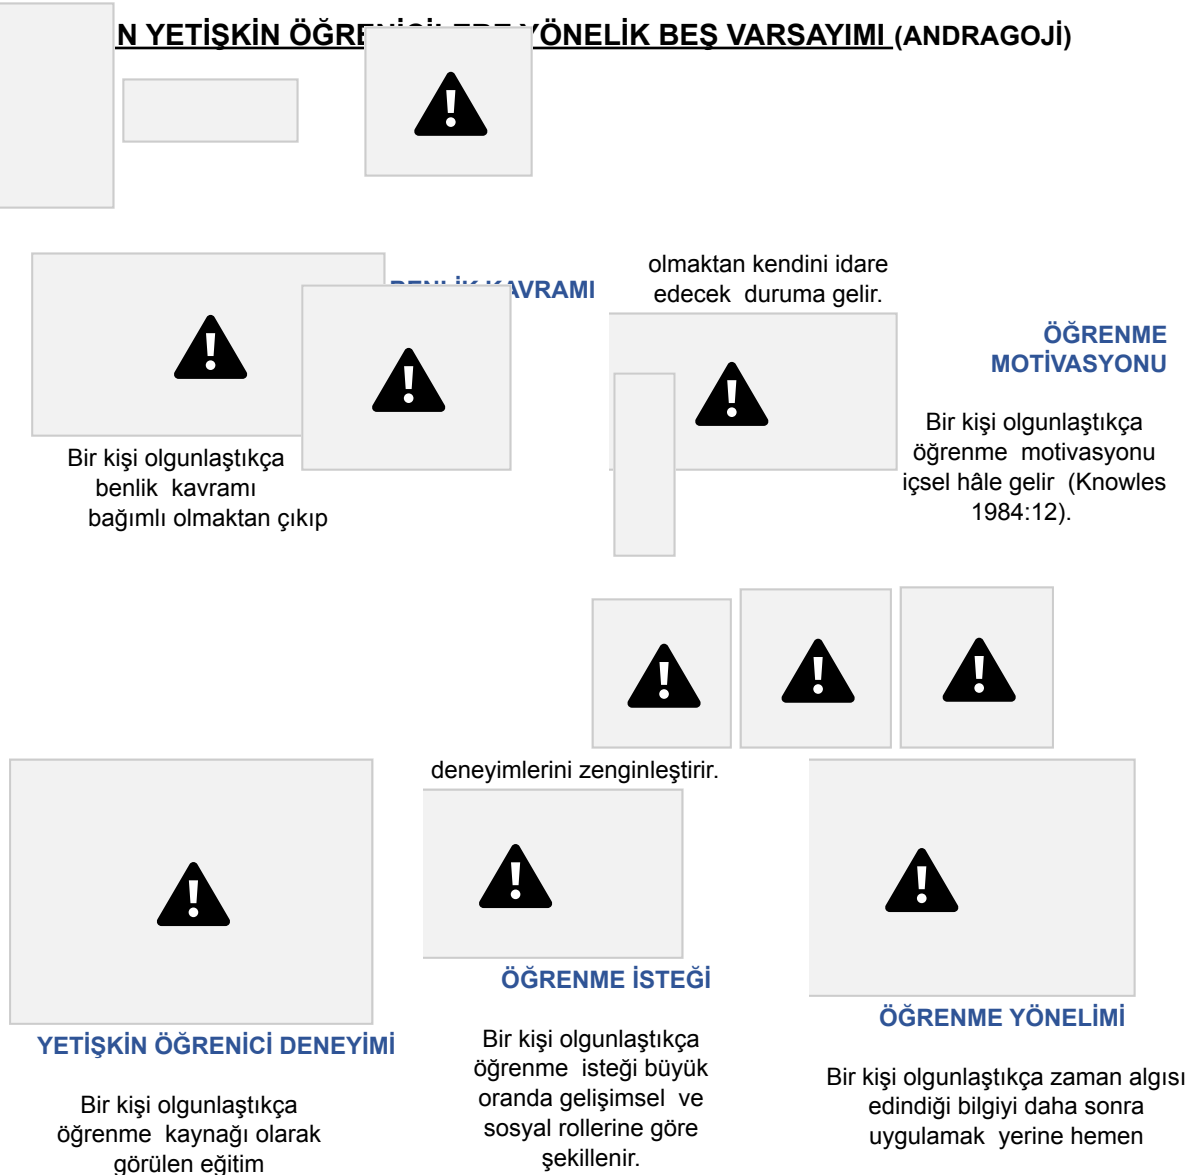 N YETİŞKİN ÖĞRE YÖNELİK BEŞ VARSAYIMI (ANDRAGOJİ)
KAVRAMI
Bir kişi olgunlaştıkça
benlik kavramı
bağımlı olmaktan çıkıp
olmaktan kendini idare
edecek duruma gelir.
ÖĞRENME
MOTİVASYONU
Bir kişi olgunlaştıkça
öğrenme motivasyonu
içsel hâle gelir (Knowles
1984:12).
deneyimlerini zenginleştirir.
YETİŞKİN ÖĞRENİCİ DENEYİMİ
Bir kişi olgunlaştıkça
öğrenme kaynağı olarak
görülen eğitim
ÖĞRENME İSTEĞİ
Bir kişi olgunlaştıkça
öğrenme isteği büyük
oranda gelişimsel ve
sosyal rollerine göre
şekillenir.
ÖĞRENME YÖNELİMİ
Bir kişi olgunlaştıkça zaman algısı
edindiği bilgiyi daha sonra
uygulamak yerine hemen